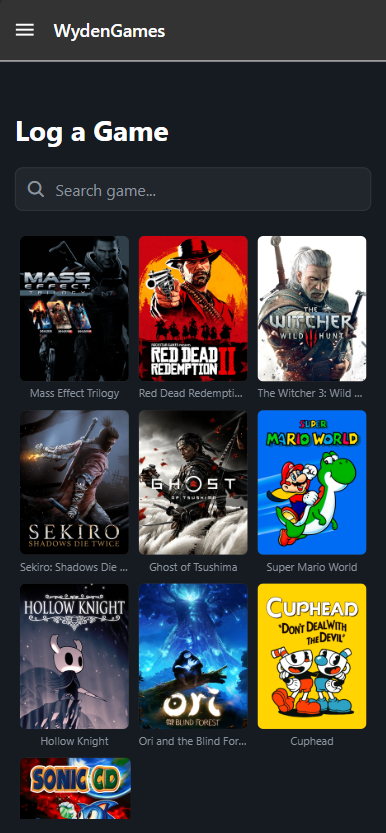 WydenGames
Log a Game
Search game...
MASS
EFFECT
TRILOGY
RED DEAD
REDEMPTION II
THE
WITCHER
WILD HUNT
Mass Effect Trilogy
Red Dead Redempti...
The Witcher 3: Wild ...
SEKIRO
SHADOWS DIE TWICE
GHOST
OF TSUSHIMA
SUPER
MARIO WORLD
Sekiro: Shadows Die ...
Ghost of Tsushima
Super Mario World
HOLLOW KNIGHT
ori
AND THE BLIND FOREST
CUPHEAD
"DON'T DEAL WITH
THE DEVIL"
Hollow Knight
Ori and the Blind For...
Cuphead
SONIC CD